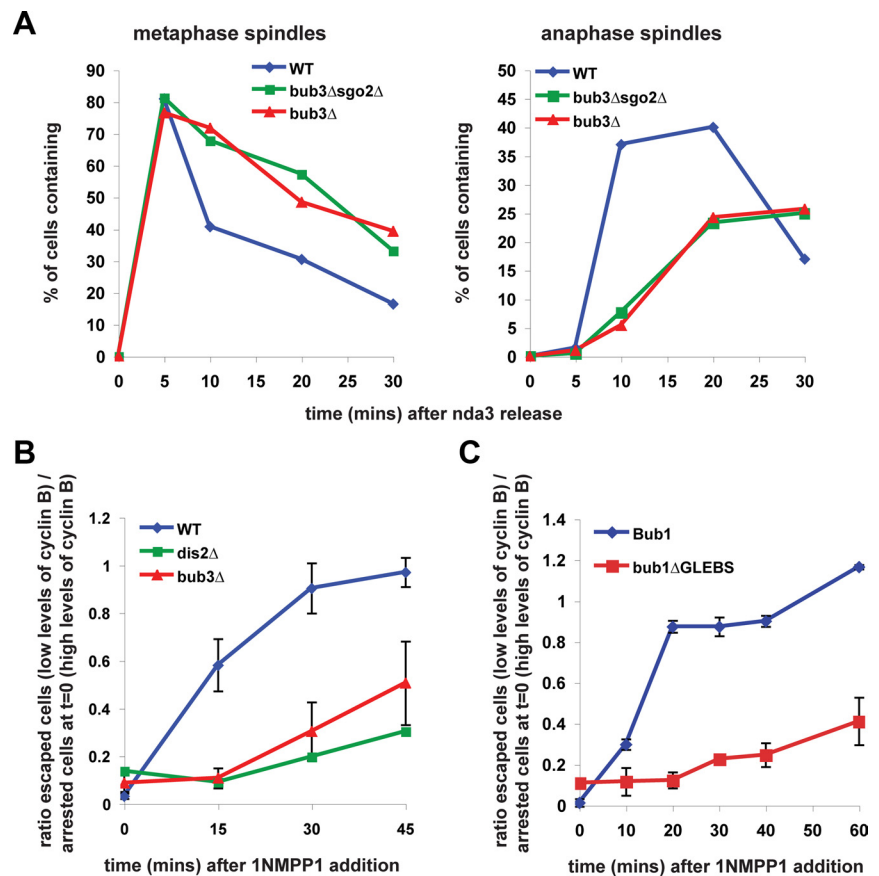 A
metaphase spindles
WT
bub3Δsgo2Δ
bub3Δ
% of cells containing
90
80
70
60
50
40
30
20
10
0
0 5 10 15 20 25 30
anaphase spindles
WT
bub3Δsgo2Δ
bub3Δ
% of cells containing
50
45
40
35
30
25
20
15
10
5
0
0 5 10 15 20 25 30
time (mins) after nda3 release
B
ratio escaped cells (low levels of cyclin B) /
arrested cells at t=0 (high levels of cyclin B)
1.2
1
0.8
0.6
0.4
0.2
0
WT
dis2Δ
bub3Δ
0 15 30 45
time (mins) after 1NMPP1 addition
C
ratio escaped cells (low levels of cyclin B) /
arrested cells at t=0 (high levels of cyclin B)
1.4
1.2
1
0.8
0.6
0.4
0.2
0
Bub1
bub1ΔGLEBS
0 10 20 30 40 50 60
time (mins) after 1NMPP1 addition